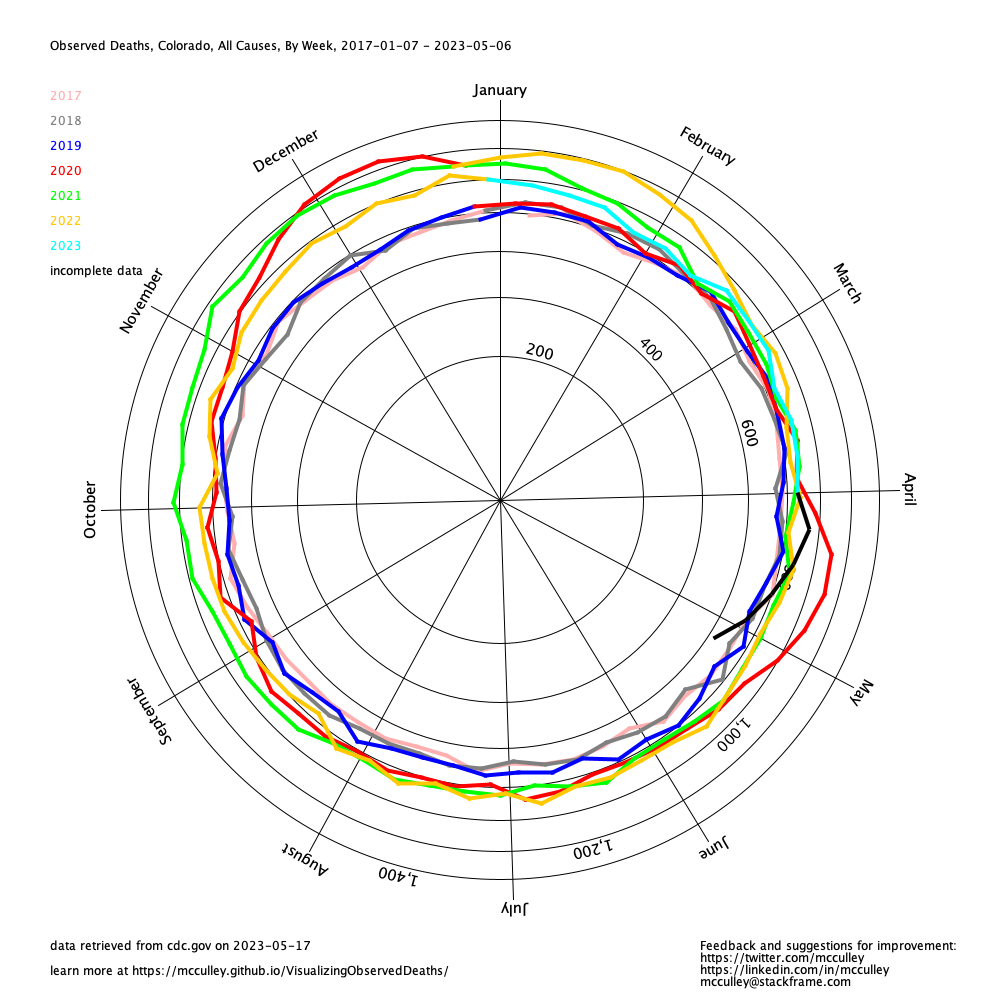 Observed Deaths, Colorado, All Causes, By Week, 2017-01-07 - 2023-05-06
2017
2018
2019
2020
2021
2022
2023
incomplete data
January
February
March
April
May
June
July
August
September
October
November
December
200
400
600
1,000
1,200
1,400
data retrieved from cdc.gov on 2023-05-17
learn more at https://mcculley.github.io/VisualizingObservedDeaths/
Feedback and suggestions for improvement:
https://twitter.com/mcculley
https://linkedin.com/in/mcculley
mcculley@stackframe.com